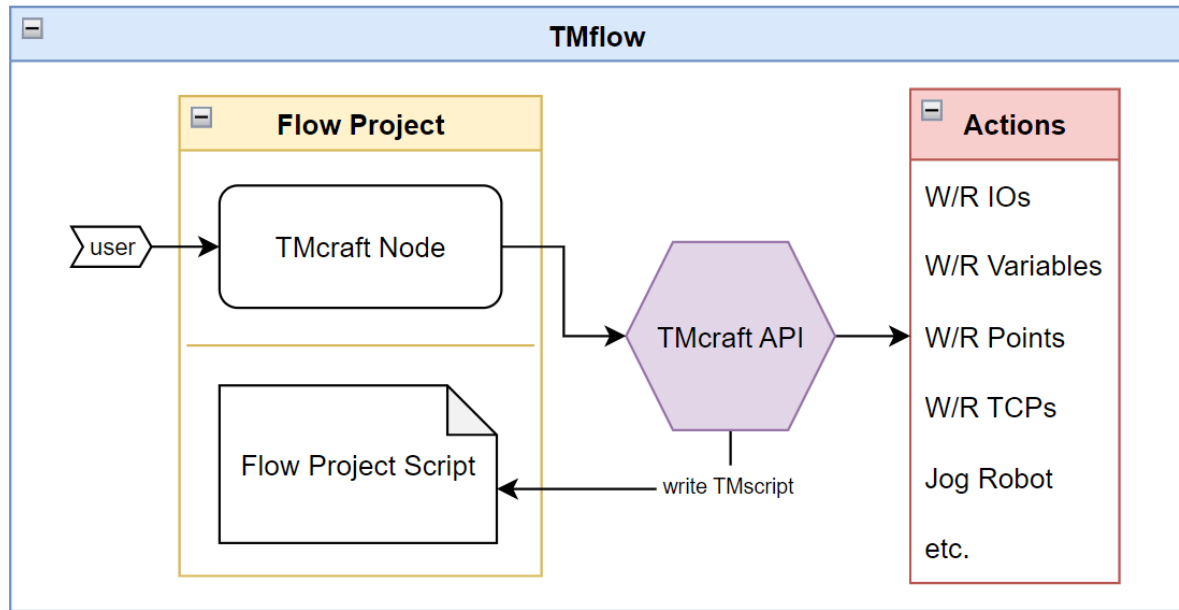 TMflow
Flow Project
Actions
user
TMcraft Node
TMcraft API
Flow Project Script
write TMscript
W/R IOs
W/R Variables
W/R Points
W/R TCPs
Jog Robot
etc.